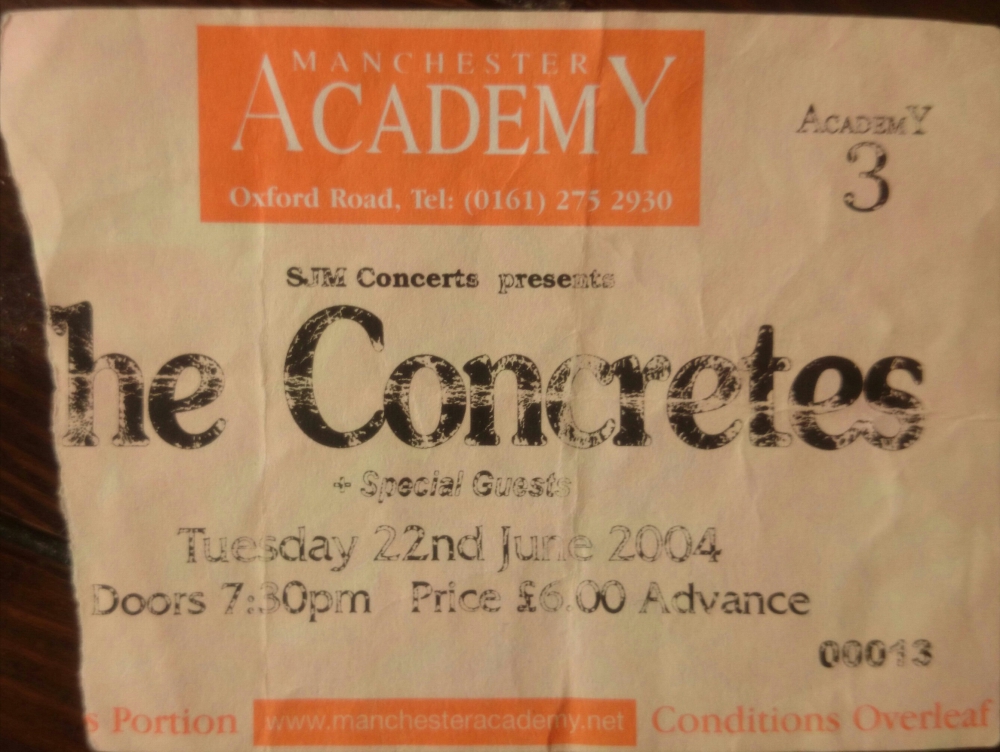 MANCHESTER
ACADEMY
Oxford Road, Tel: (0161) 275 2930
ACADEMY
3
SJM Concerts presents
he Concretes
+ Special Guests
Tuesday 22nd June 2004
Doors 7:30pm Price £6.00 Advance
00013
s Portion www.manchesteracademy.net Conditions Overleaf